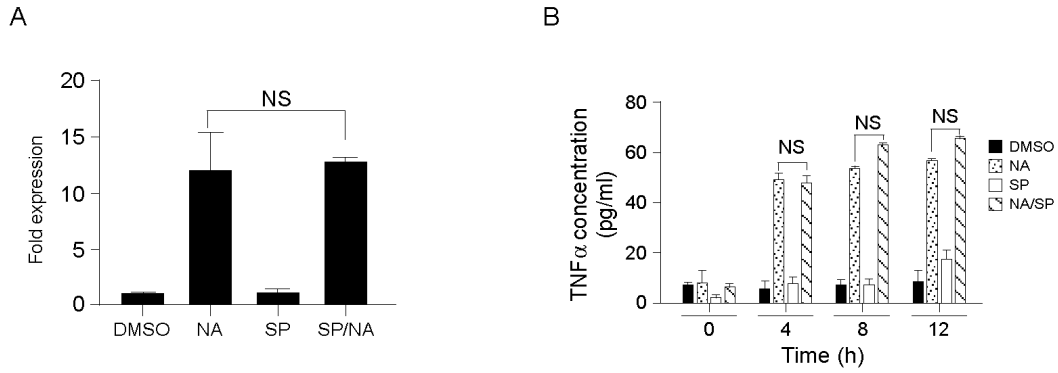 A
Fold expression
20
15
10
5
0
NS
DMSO NA SP SP/NA
B
TNFα concentration
(pg/ml)
80
60
40
20
0
NS
NS
NS
0 4 8 12
Time (h)
DMSO
NA
SP
NA/SP